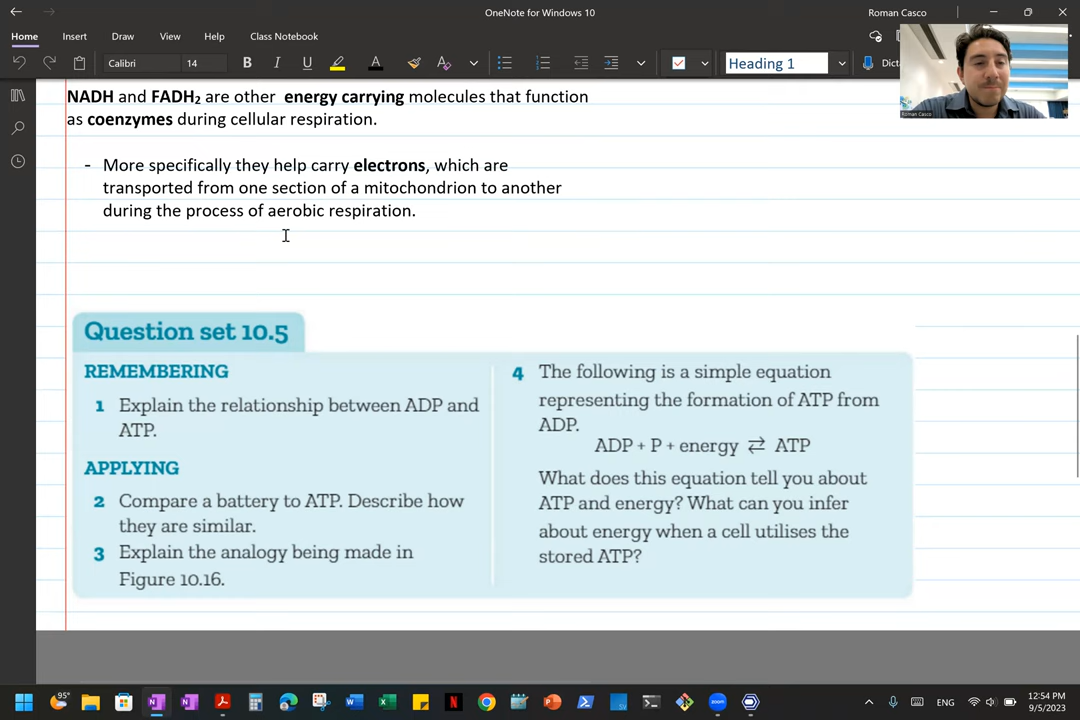 OneNote for Windows 10
Roman Casco
Home Insert Draw View Help Class Notebook
Calibri 14 B I U A Heading 1 Dict
Roman Casco
NADH and FADH₂ are other energy carrying molecules that function
as coenzymes during cellular respiration.
- More specifically they help carry electrons, which are
transported from one section of a mitochondrion to another
during the process of aerobic respiration.
Question set 10.5
REMEMBERING
1 Explain the relationship between ADP and
ATP.
APPLYING
2 Compare a battery to ATP. Describe how
they are similar.
3 Explain the analogy being made in
Figure 10.16.
4 The following is a simple equation
representing the formation of ATP from
ADP.
ADP + P + energy ⇄ ATP
What does this equation tell you about
ATP and energy? What can you infer
about energy when a cell utilises the
stored ATP?
95°
ENG
12:54 PM
9/5/2023